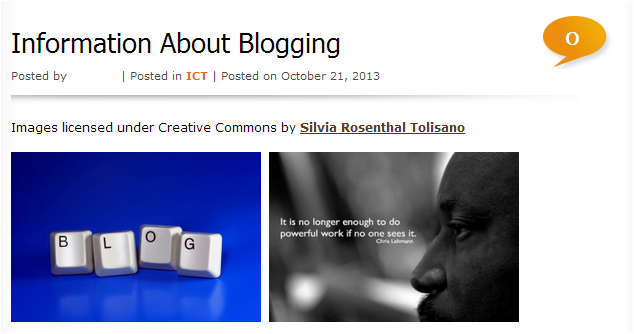 Information About Blogging
0
Posted by | Posted in ICT | Posted on October 21, 2013
Images licensed under Creative Commons by Silvia Rosenthal Tolisano
B L O G
It is no longer enough to do
powerful work if no one sees it.
Chris Lehmann